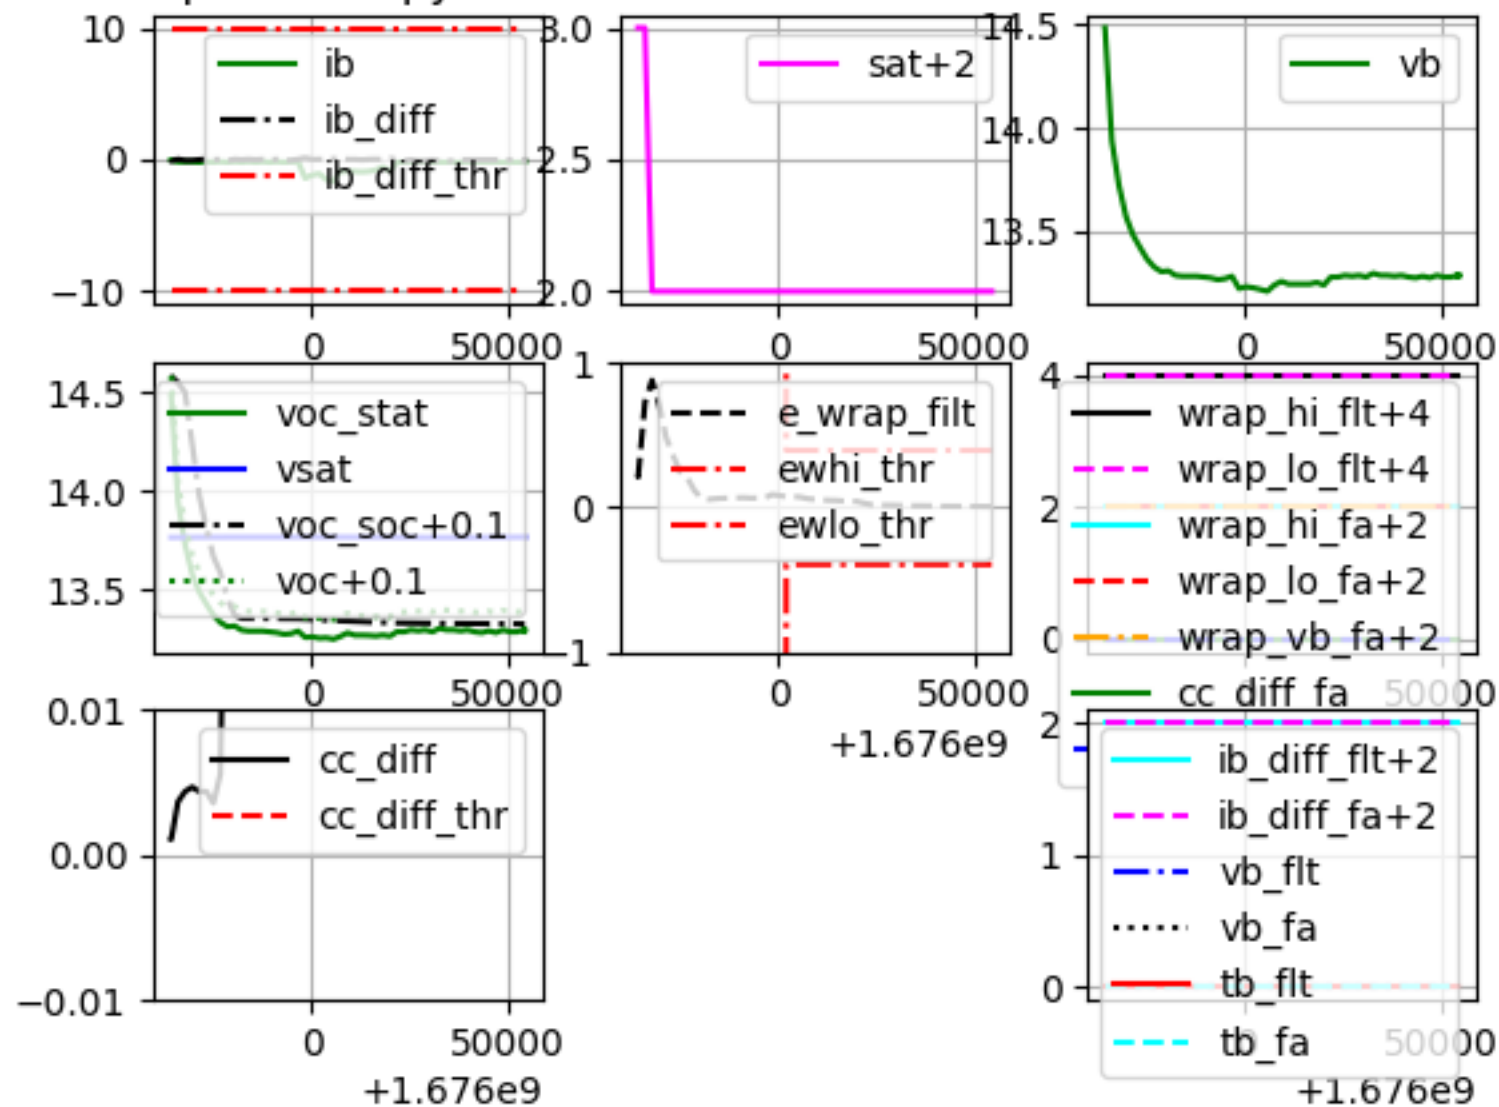 10
0
−10
0
50000
ib
ib_diff
ib_diff_thr
3.0
2.5
2.0
0
50000
sat+2
14.5
14.0
13.5
0
50000
vb
14.5
14.0
13.5
0
50000
voc_stat
vsat
voc_soc+0.1
voc+0.1
1
0
−1
0
50000
+1.676e9
e_wrap_filt
ewhi_thr
ewlo_thr
4
2
0
0
50000
wrap_hi_flt+4
wrap_lo_flt+4
wrap_hi_fa+2
wrap_lo_fa+2
wrap_vb_fa+2
cc_diff_fa
0.01
0.00
−0.01
0
50000
+1.676e9
cc_diff
cc_diff_thr
2
1
0
0
50000
+1.676e9
ib_diff_flt+2
ib_diff_fa+2
vb_flt
vb_fa
tb_flt
tb_fa